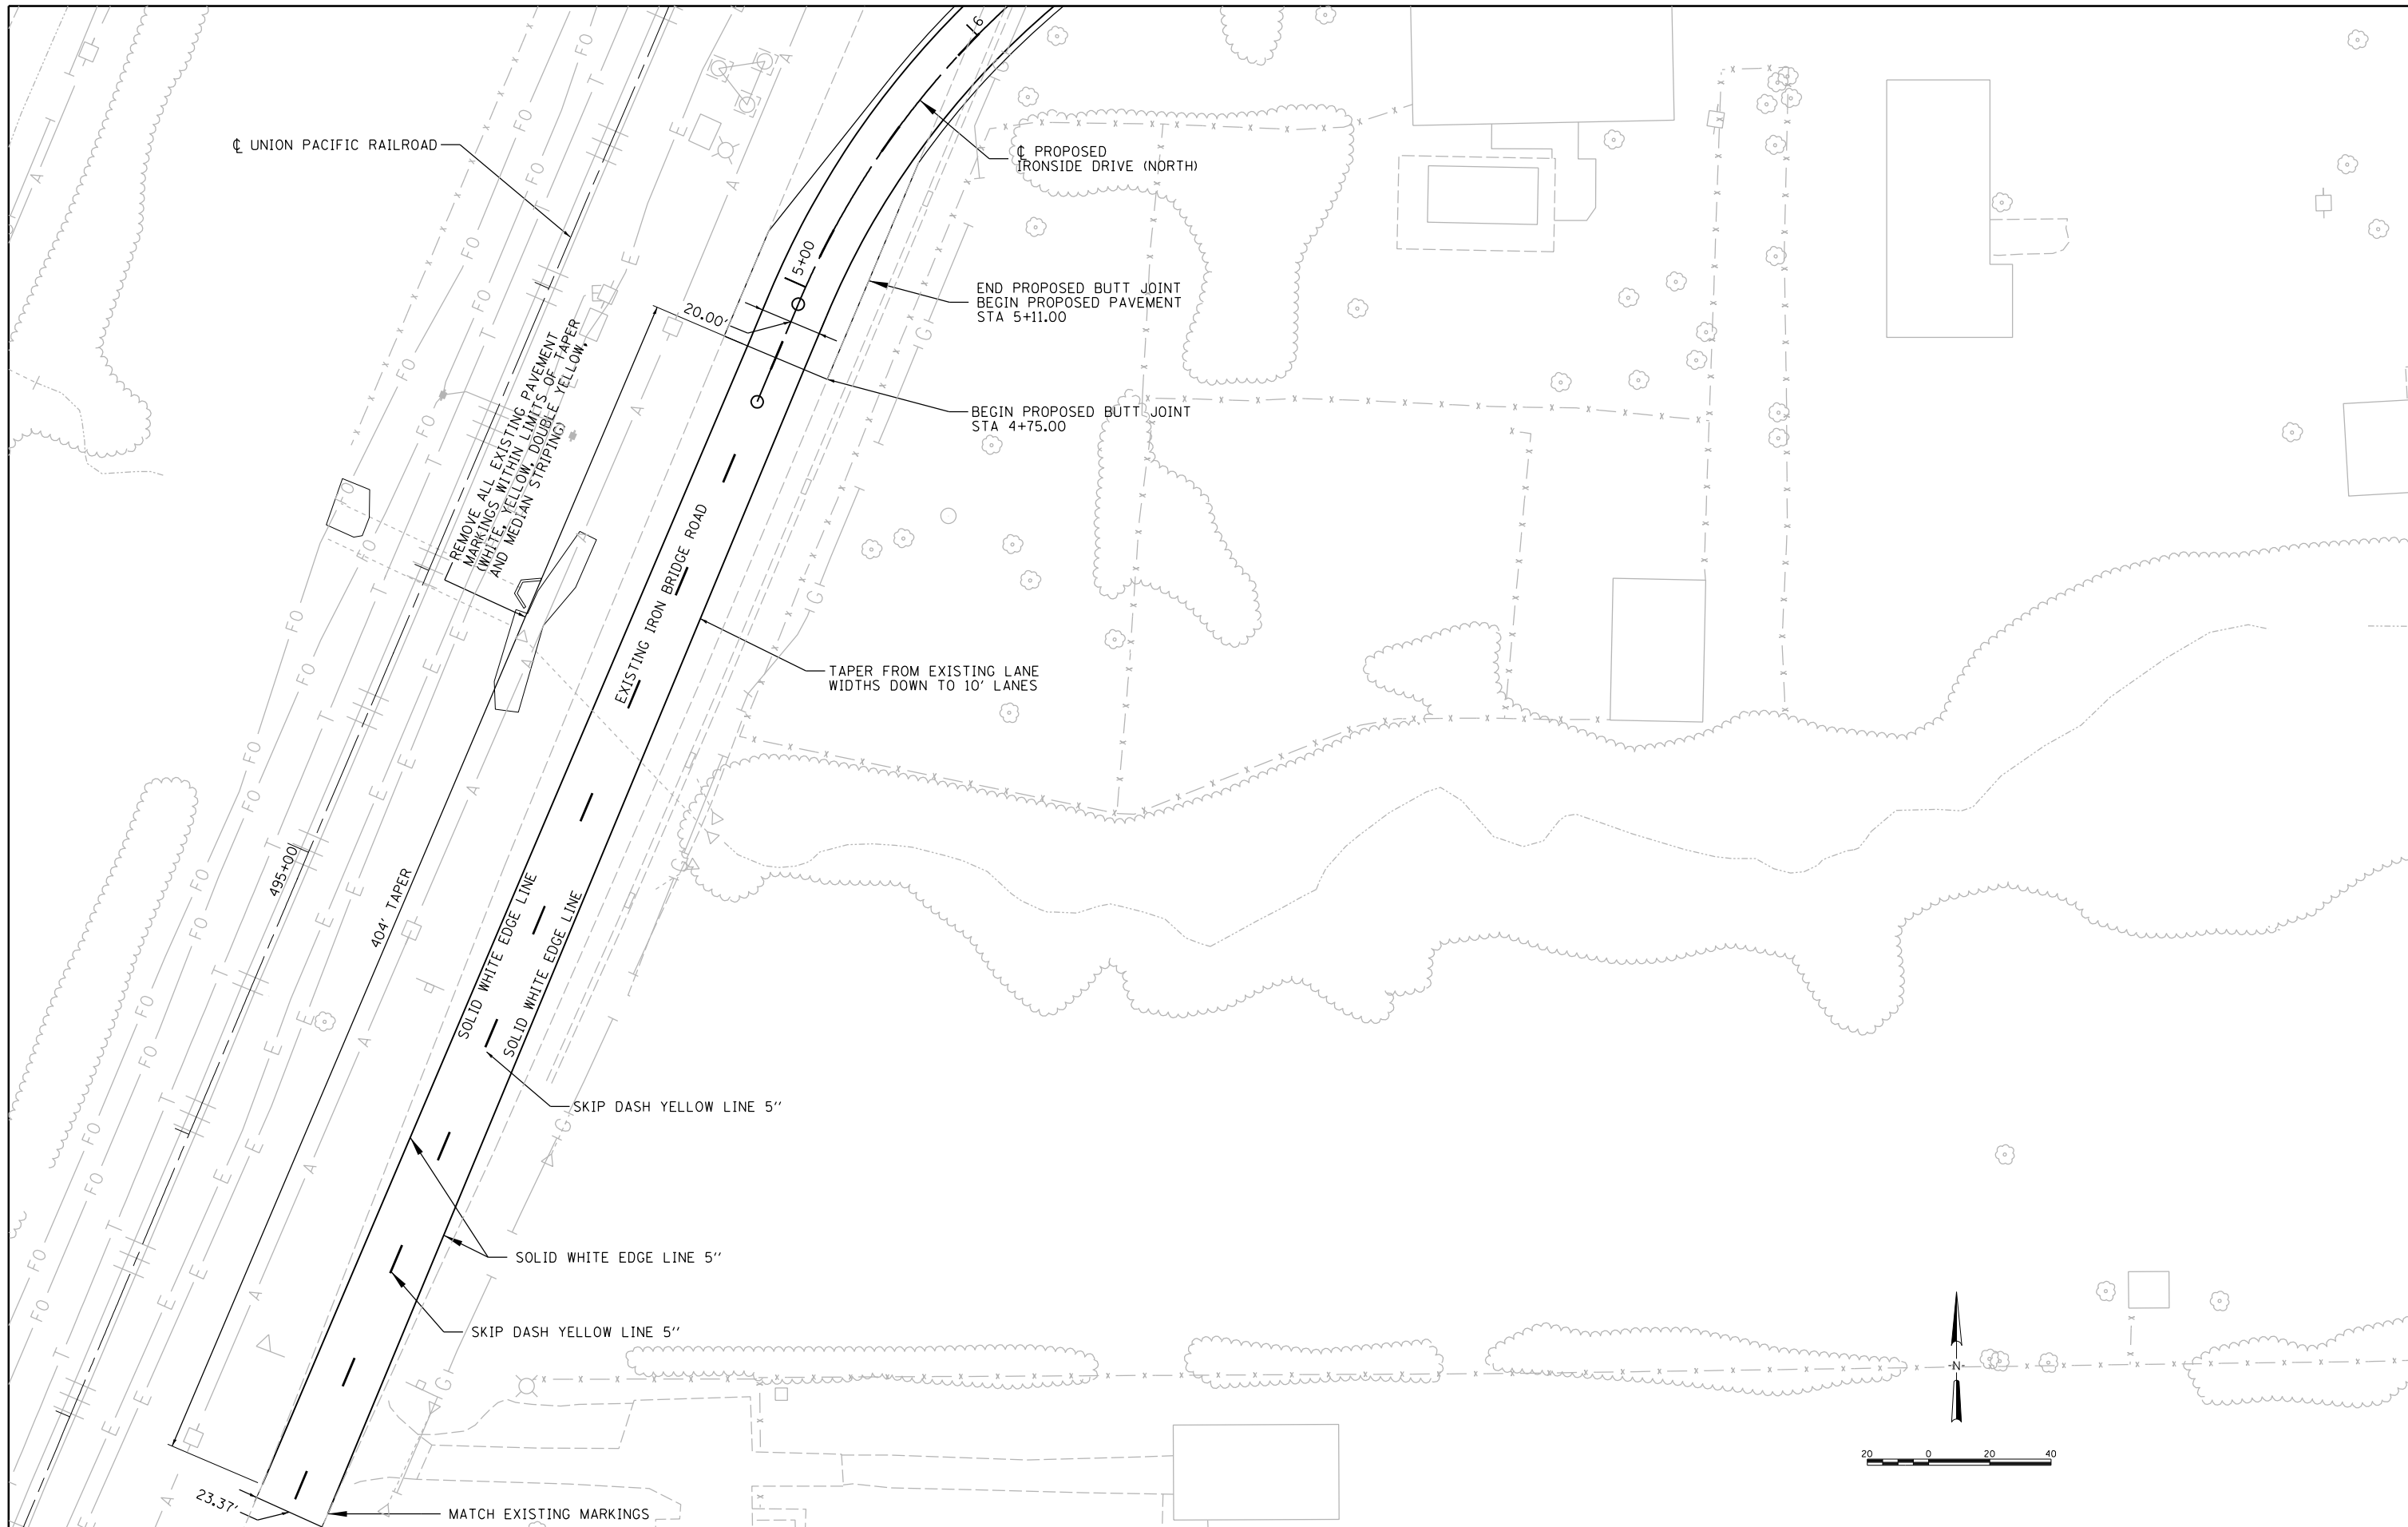 6
℄ UNION PACIFIC RAILROAD
℄ PROPOSED
IRONSIDE DRIVE (NORTH)
5+00
END PROPOSED BUTT JOINT
BEGIN PROPOSED PAVEMENT
STA 5+11.00
20.00'
REMOVE ALL EXISTING PAVEMENT
MARKINGS WITHIN LIMITS OF TAPER
(WHITE, YELLOW, DOUBLE YELLOW,
AND MEDIAN STRIPING)
BEGIN PROPOSED BUTT JOINT
STA 4+75.00
EXISTING IRON BRIDGE ROAD
TAPER FROM EXISTING LANE
WIDTHS DOWN TO 10' LANES
495+00
404' TAPER
SOLID WHITE EDGE LINE
SOLID WHITE EDGE LINE
SKIP DASH YELLOW LINE 5''
SOLID WHITE EDGE LINE 5''
SKIP DASH YELLOW LINE 5''
-N-
20 0 20 40
23.37'
MATCH EXISTING MARKINGS